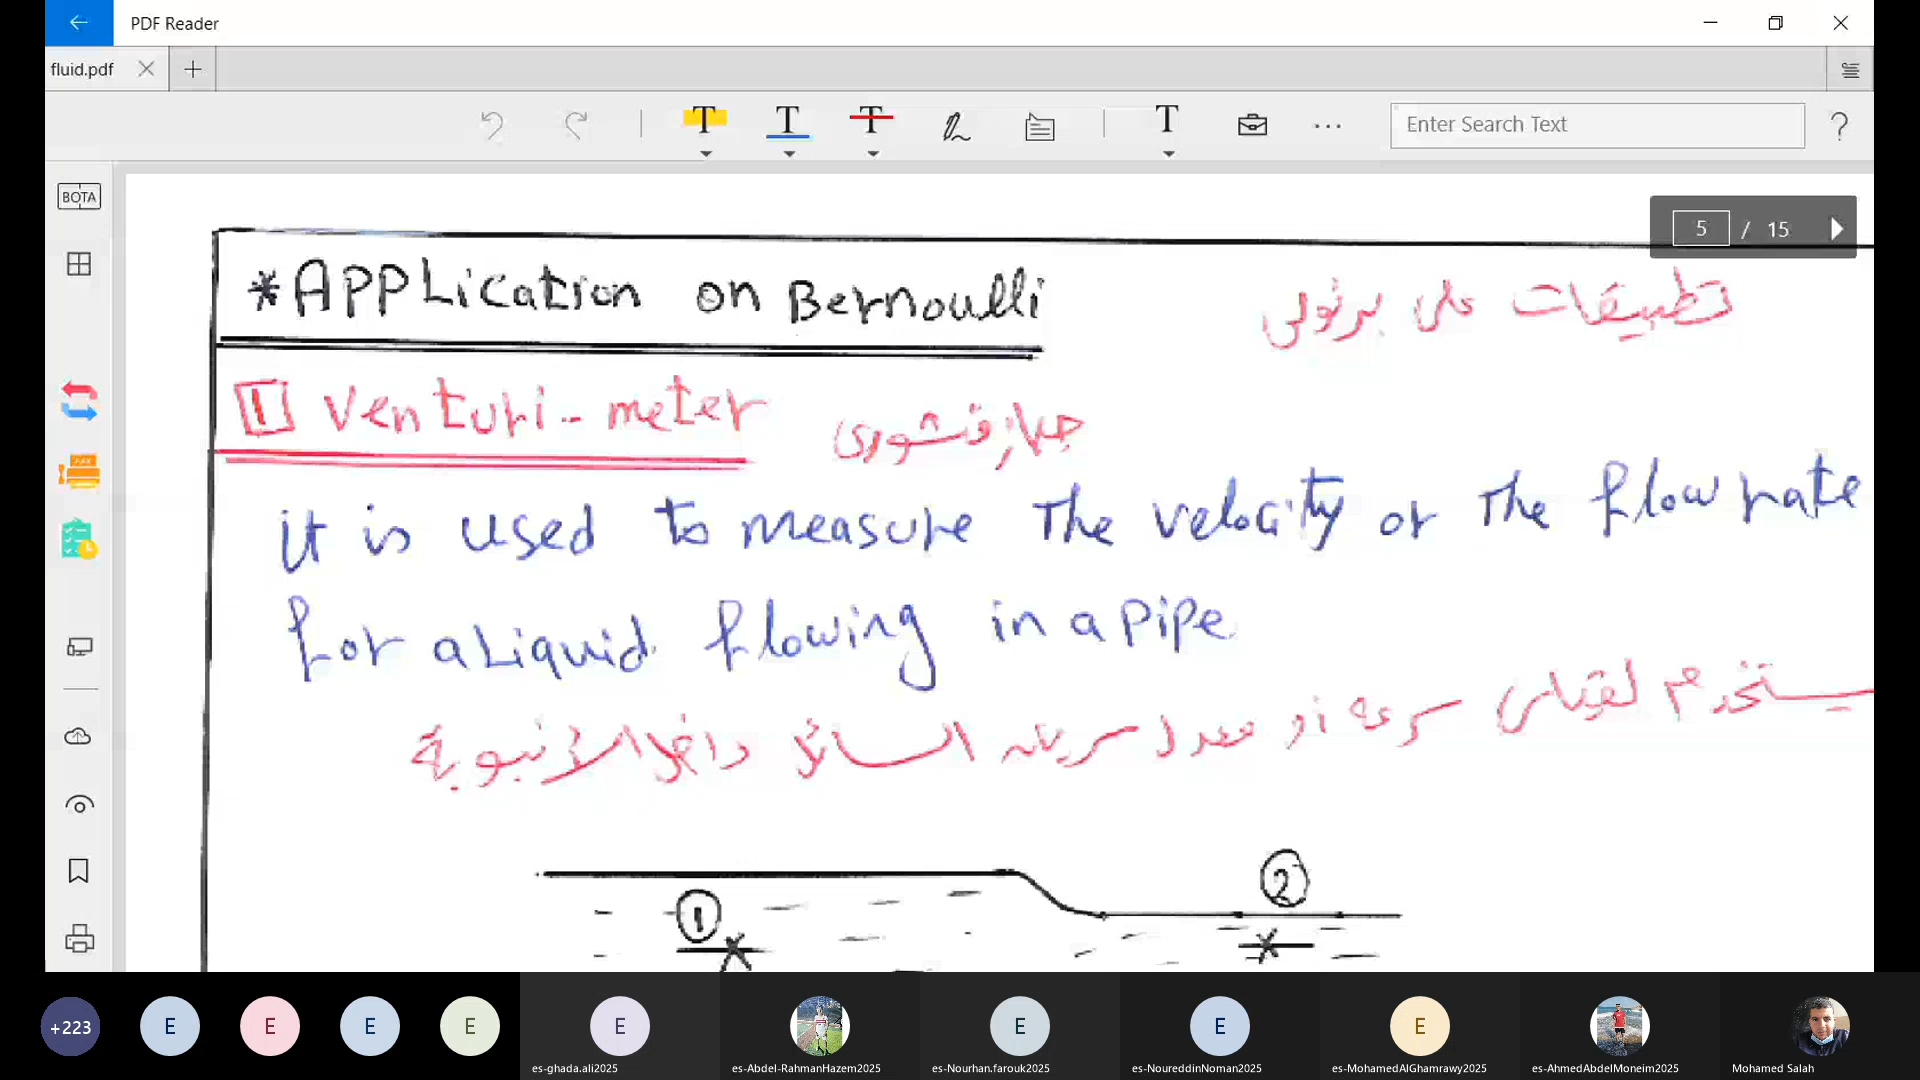 PDF Reader
fluid.pdf
Enter Search Text
?
BOTA
5 / 15
*Application on Bernoulli
تطبيقات على برنولى
1 Venturi-meter
جهاز فنشورى
it is used to measure The velocity or The flow rate
for a Liquid flowing in a pipe
يستخدم لقياس سرعة أو معدل سريان السائل داخل الأنبوبة
1
2
+223
E
E
E
E
E
E
E
E
es-ghada.ali2025
es-Abdel-RahmanHazem2025
es-Nourhan.farouk2025
es-NoureddinNoman2025
es-MohamedAlGhamrawy2025
es-AhmedAbdelMoneim2025
Mohamed Salah